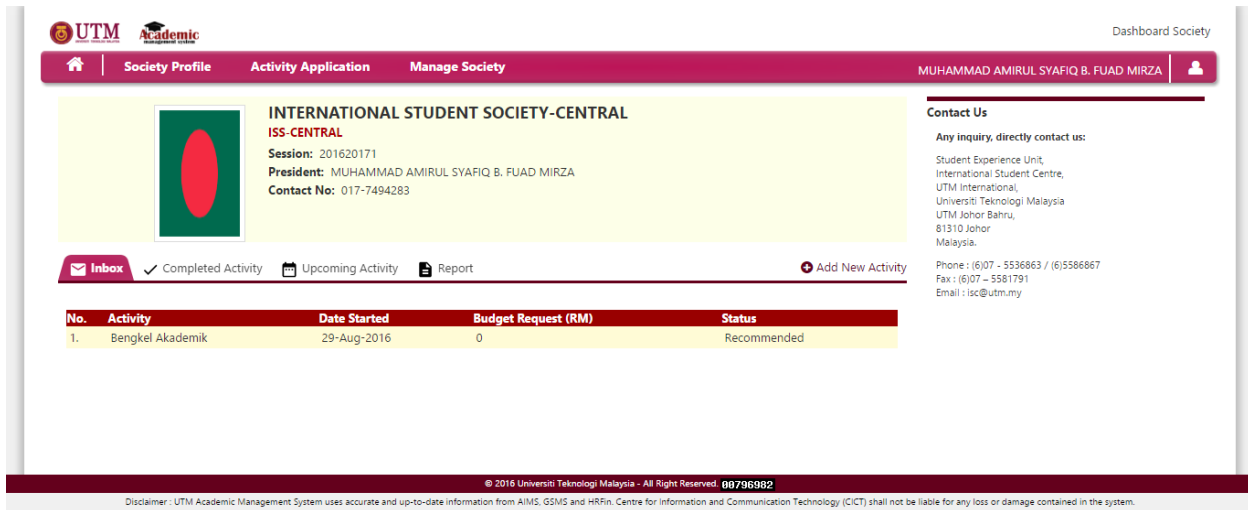 UTM
Academic
management system
Dashboard Society
Society Profile
Activity Application
Manage Society
MUHAMMAD AMIRUL SYAFIQ B. FUAD MIRZA
INTERNATIONAL STUDENT SOCIETY-CENTRAL
ISS-CENTRAL
Session: 201620171
President: MUHAMMAD AMIRUL SYAFIQ B. FUAD MIRZA
Contact No: 017-7494283
Inbox
Completed Activity
Upcoming Activity
Report
Add New Activity
No. Activity Date Started Budget Request (RM) Status
1. Bengkel Akademik 29-Aug-2016 0 Recommended
Contact Us
Any inquiry, directly contact us:
Student Experience Unit,
International Student Centre,
UTM International,
Universiti Teknologi Malaysia
UTM Johor Bahru,
81310 Johor
Malaysia.
Phone : (6)07 - 5536863 / (6)5586867
Fax : (6)07 – 5581791
Email : isc@utm.my
© 2016 Universiti Teknologi Malaysia - All Right Reserved. 00796982
Disclaimer : UTM Academic Management System uses accurate and up-to-date information from AIMS, GSMS and HRFin. Centre for Information and Communication Technology (CICT) shall not be liable for any loss or damage contained in the system.